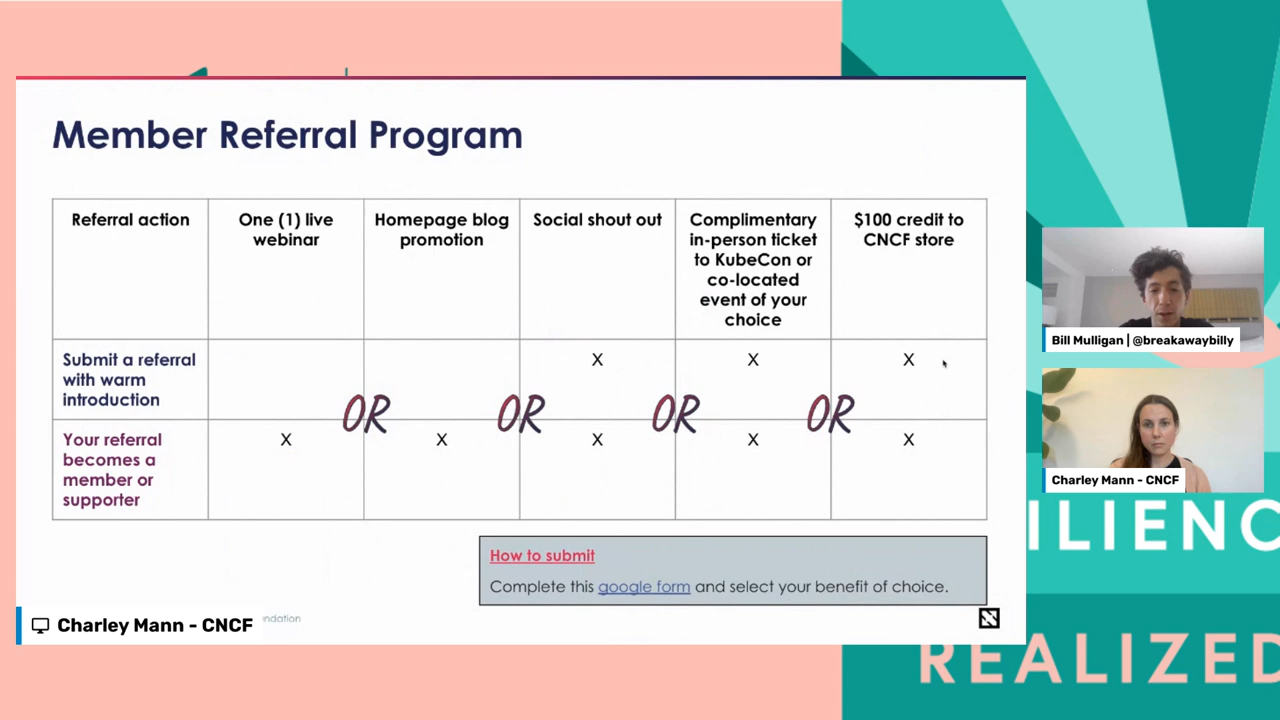 Member Referral Program
Referral action
One (1) live
webinar
Homepage blog
promotion
Social shout out
Complimentary
in-person ticket
to KubeCon or
co-located
event of your
choice
$100 credit to
CNCF store
Submit a referral
with warm
introduction
X
X
X
OR
OR
OR
OR
Your referral
becomes a
member or
supporter
X
X
X
X
X
How to submit
Complete this google form and select your benefit of choice.
Charley Mann - CNCF
ndation
Bill Mulligan | @breakawaybilly
Charley Mann - CNCF
ILIENC
REALIZED